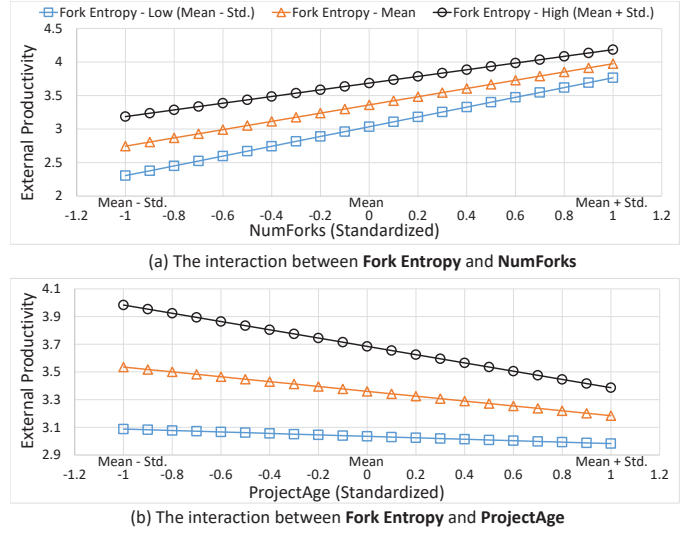 Fork Entropy - Low (Mean - Std.) Fork Entropy - Mean Fork Entropy - High (Mean + Std.)
4.5
4
3.5
3
2.5
2
External Productivity
-1.2 -1 -0.8 -0.6 -0.4 -0.2 0 0.2 0.4 0.6 0.8 1 1.2
Mean - Std. Mean Mean + Std.
NumForks (Standardized)
(a) The interaction between Fork Entropy and NumForks
4.1
3.9
3.7
3.5
3.3
3.1
2.9
External Productivity
Mean - Std. Mean Mean + Std.
-1.2 -1 -0.8 -0.6 -0.4 -0.2 0 0.2 0.4 0.6 0.8 1 1.2
ProjectAge (Standardized)
(b) The interaction between Fork Entropy and ProjectAge